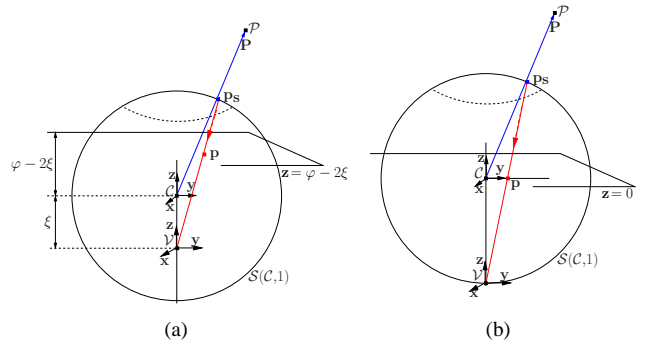 𝒫
P
pₛ
φ−2ξ
p
z = φ−2ξ
z
𝒞
y
x
ξ
z
𝒱
y
x
𝒮(𝒞,1)
(a)
𝒫
P
pₛ
z
𝒞
y
p
x
z=0
z
𝒱
y
x
𝒮(𝒞,1)
(b)